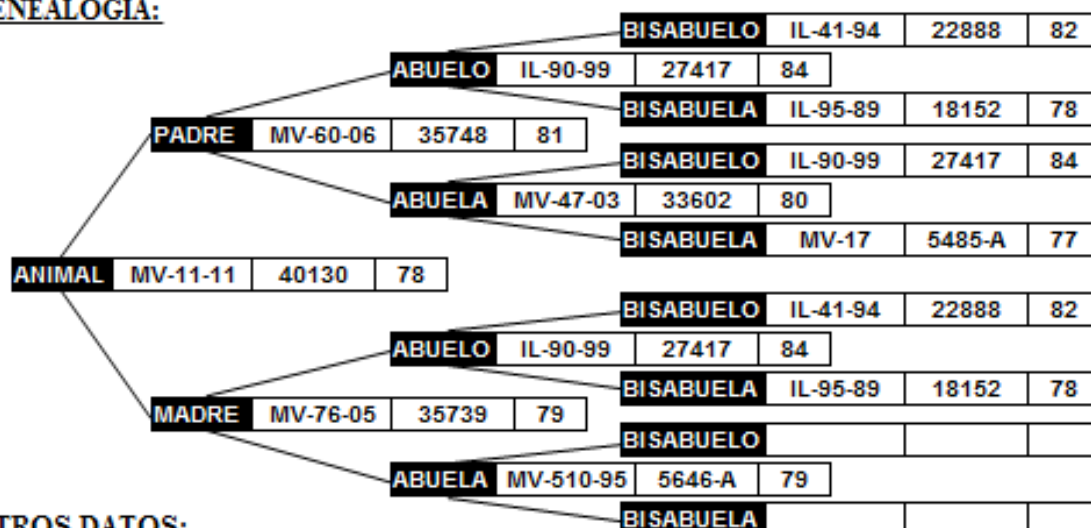 ENEALOGIA:
BISABUELO IL-41-94 22888 82
ABUELO IL-90-99 27417 84
BISABUELA IL-95-89 18152 78
PADRE MV-60-06 35748 81
BISABUELO IL-90-99 27417 84
ABUELA MV-47-03 33602 80
BISABUELA MV-17 5485-A 77
ANIMAL MV-11-11 40130 78
BISABUELO IL-41-94 22888 82
ABUELO IL-90-99 27417 84
BISABUELA IL-95-89 18152 78
MADRE MV-76-05 35739 79
BISABUELO
ABUELA MV-510-95 5646-A 79
BISABUELA
TROS DATOS: